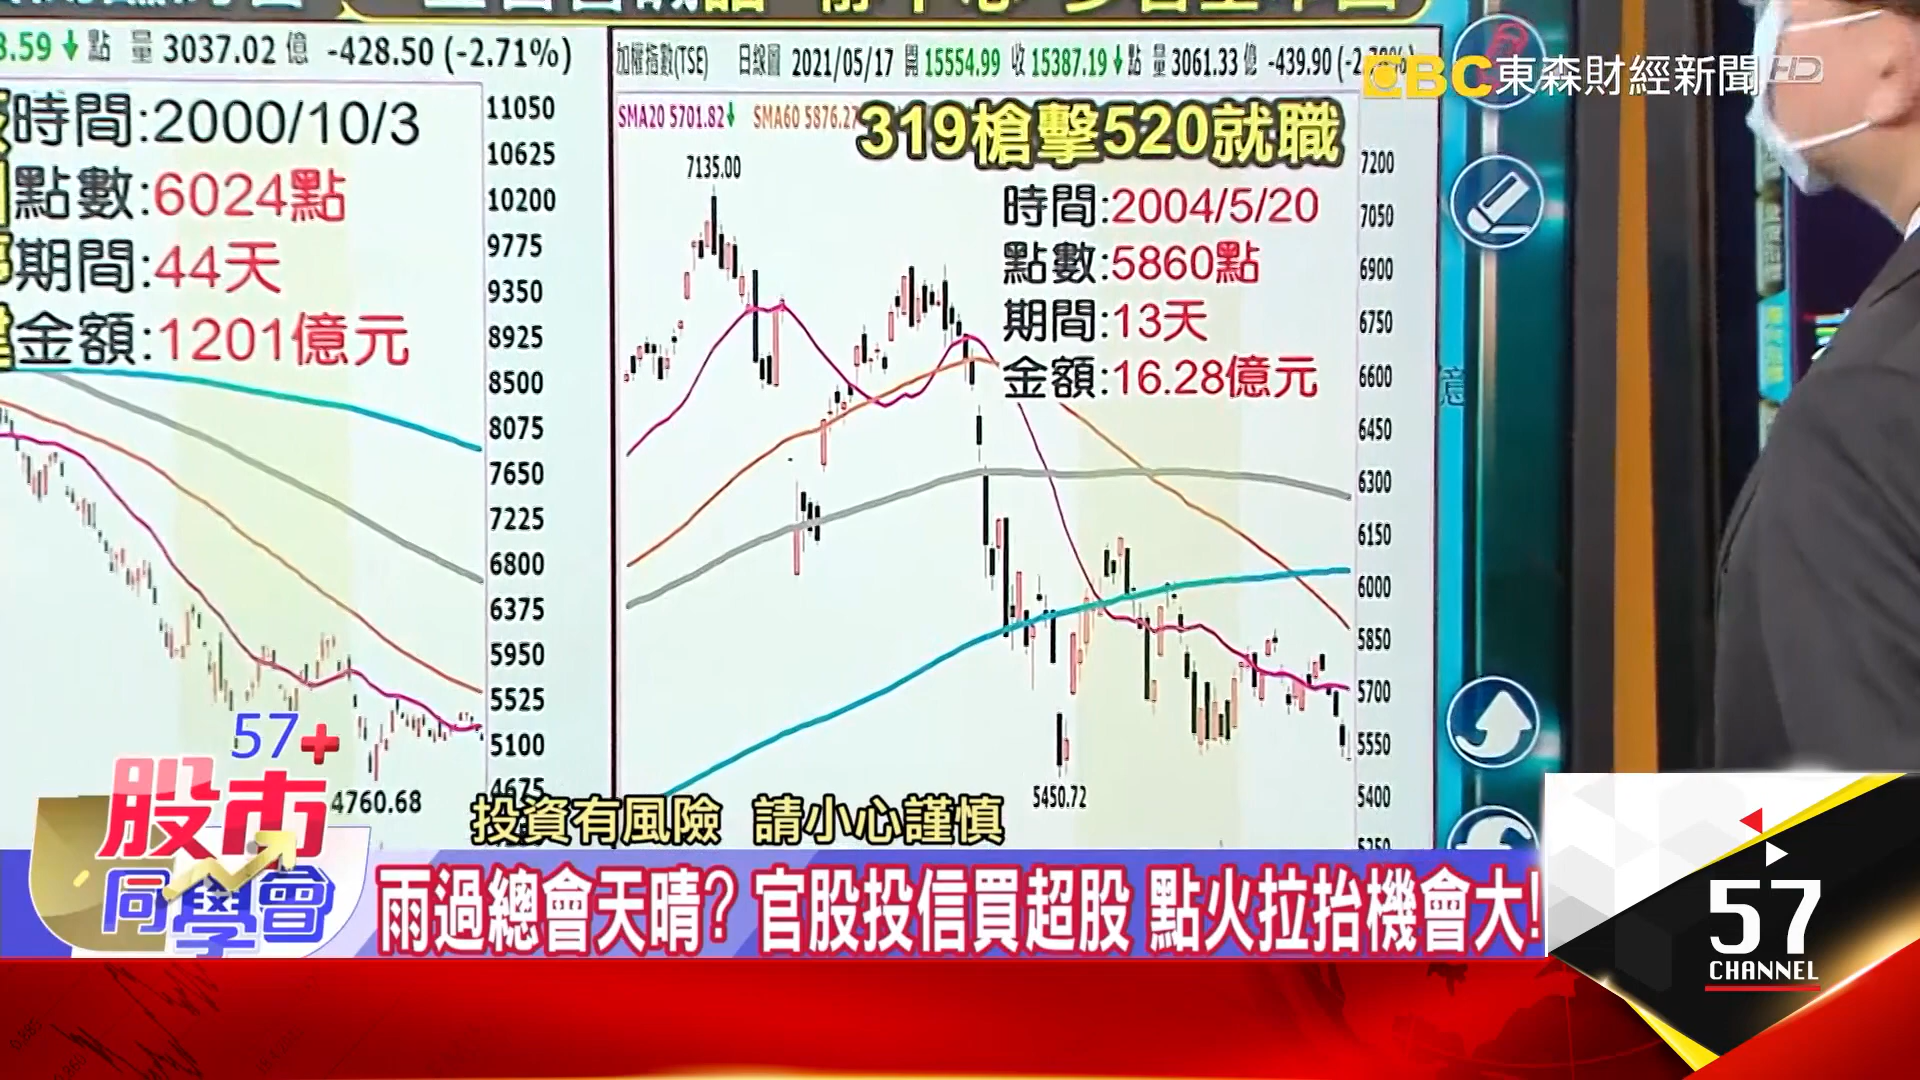 3.59↓點 量 3037.02 億 -428.50 (-2.71%)
時間:2000/10/3
點數:6024點
期間:44天
金額:1201億元
11050
10625
10200
9775
9350
8925
8500
8075
7650
7225
6800
6375
5950
5525
5100
4675
4760.68
加權指數(TSE) 日線圖 2021/05/17 開 15554.99 收 15387.19↓點 量 3061.33 億 -439.90
SMA20 5701.82↓ SMA60 5876.27
319槍擊520就職
7135.00
時間:2004/5/20
點數:5860點
期間:13天
金額:16.28億元
7200
7050
6900
6750
6600
6450
6300
6150
6000
5850
5700
5550
5400
5450.72
億
EBC東森財經新聞HD
57+
股市
同學會
投資有風險 請小心謹慎
雨過總會天晴? 官股投信買超股 點火拉抬機會大!
57
CHANNEL